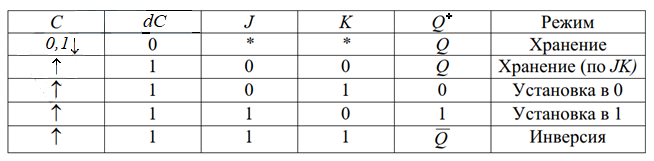 C dC J K Q⁺ Режим
0,1↓ 0 * * Q Хранение
↑ 1 0 0 Q Хранение (по JK)
↑ 1 0 1 0 Установка в 0
↑ 1 1 0 1 Установка в 1
↑ 1 1 1 Q̅ Инверсия